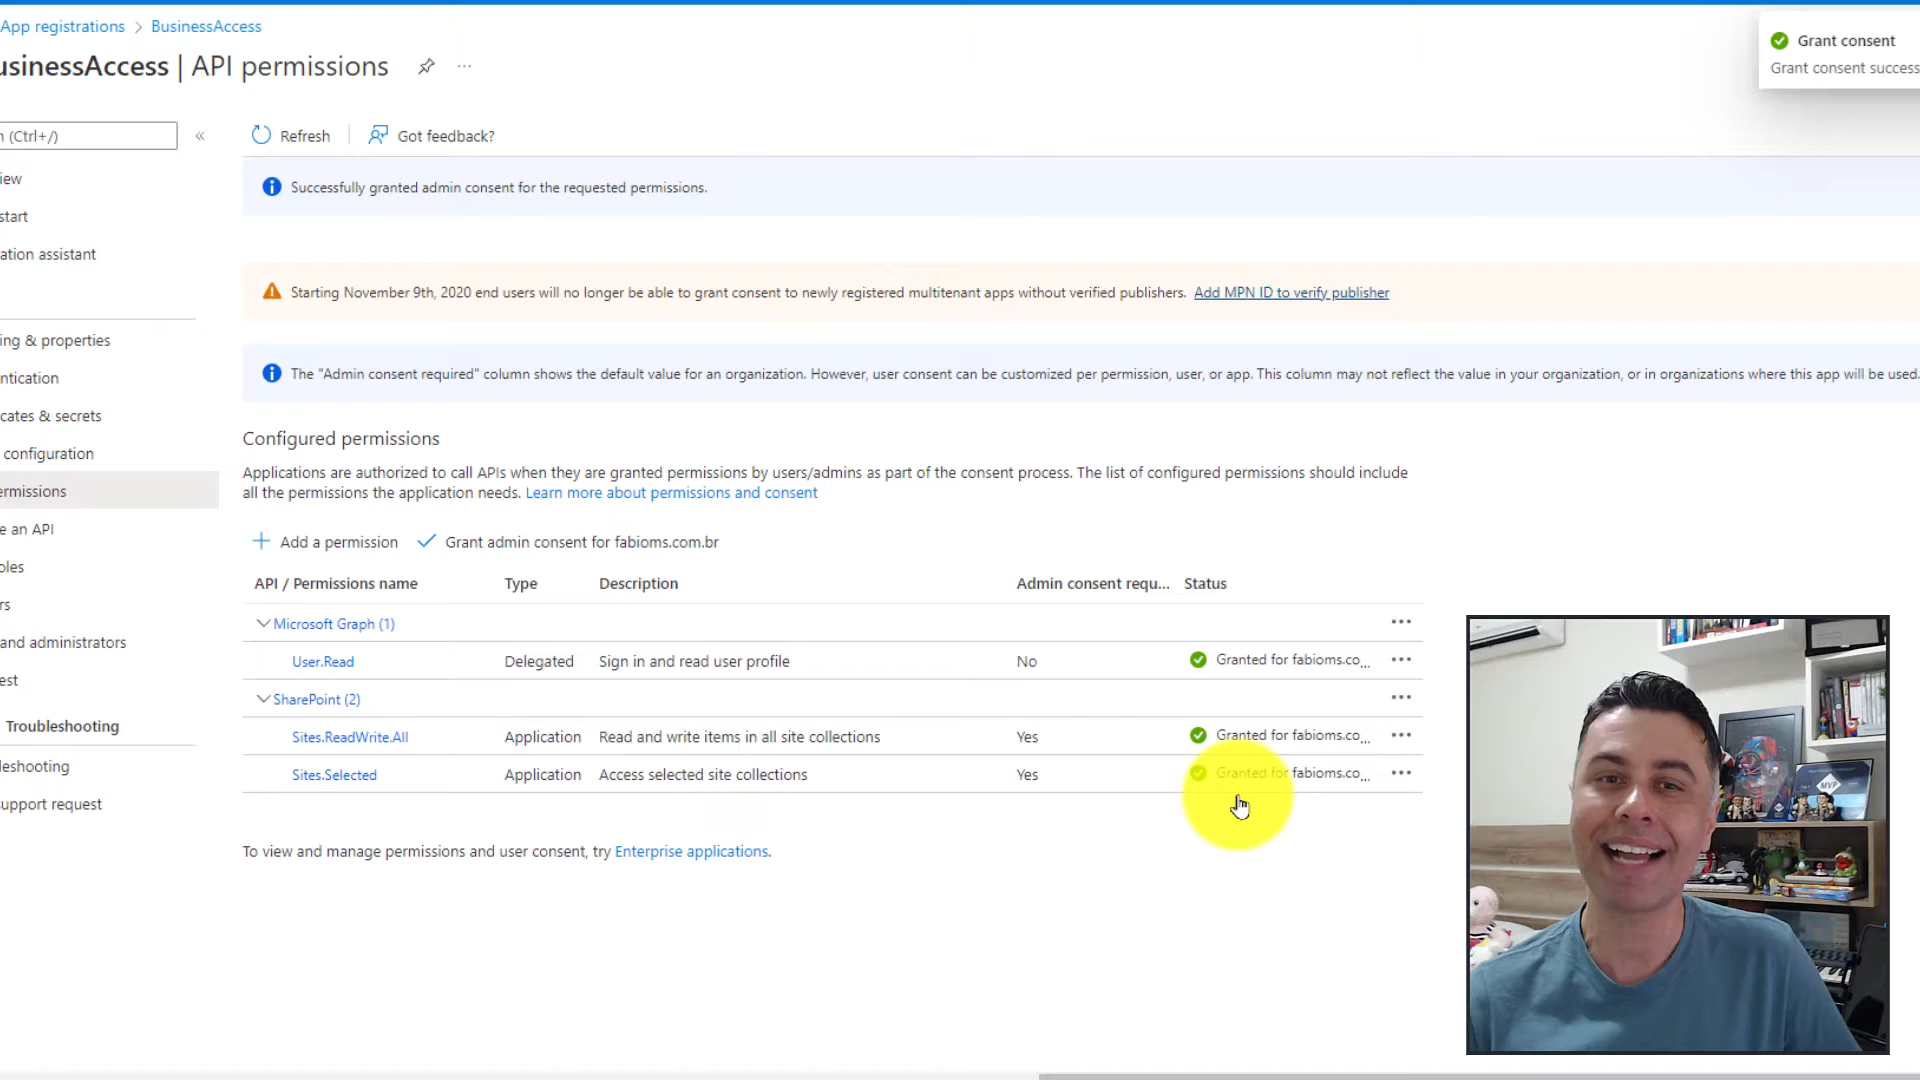 App registrations > BusinessAccess
usinessAccess | API permissions
Grant consent
Grant consent success
n (Ctrl+/)
«
Refresh
Got feedback?
iew
start
ation assistant
ing & properties
ntication
cates & secrets
configuration
ermissions
e an API
oles
rs
and administrators
est
Troubleshooting
leshooting
support request
Successfully granted admin consent for the requested permissions.
Starting November 9th, 2020 end users will no longer be able to grant consent to newly registered multitenant apps without verified publishers. Add MPN ID to verify publisher
The "Admin consent required" column shows the default value for an organization. However, user consent can be customized per permission, user, or app. This column may not reflect the value in your organization, or in organizations where this app will be used.
Configured permissions
Applications are authorized to call APIs when they are granted permissions by users/admins as part of the consent process. The list of configured permissions should include
all the permissions the application needs. Learn more about permissions and consent
Add a permission
Grant admin consent for fabioms.com.br
API / Permissions name Type Description Admin consent requ... Status
Microsoft Graph (1)
User.Read Delegated Sign in and read user profile No Granted for fabioms.co...
SharePoint (2)
Sites.ReadWrite.All Application Read and write items in all site collections Yes Granted for fabioms.co...
Sites.Selected Application Access selected site collections Yes Granted for fabioms.co...
To view and manage permissions and user consent, try Enterprise applications.
MVP